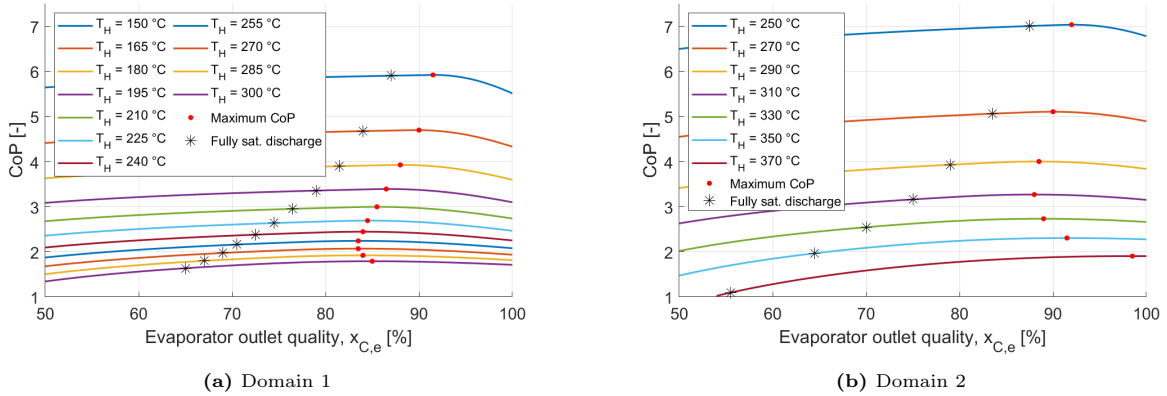 7
6
5
4
3
2
1
CoP [-]
T_H = 150 °C
T_H = 165 °C
T_H = 180 °C
T_H = 195 °C
T_H = 210 °C
T_H = 225 °C
T_H = 240 °C
T_H = 255 °C
T_H = 270 °C
T_H = 285 °C
T_H = 300 °C
Maximum CoP
Fully sat. discharge
50 60 70 80 90 100
Evaporator outlet quality, x_C,e [%]
(a) Domain 1
7
6
5
4
3
2
1
CoP [-]
T_H = 250 °C
T_H = 270 °C
T_H = 290 °C
T_H = 310 °C
T_H = 330 °C
T_H = 350 °C
T_H = 370 °C
Maximum CoP
Fully sat. discharge
50 60 70 80 90 100
Evaporator outlet quality, x_C,e [%]
(b) Domain 2